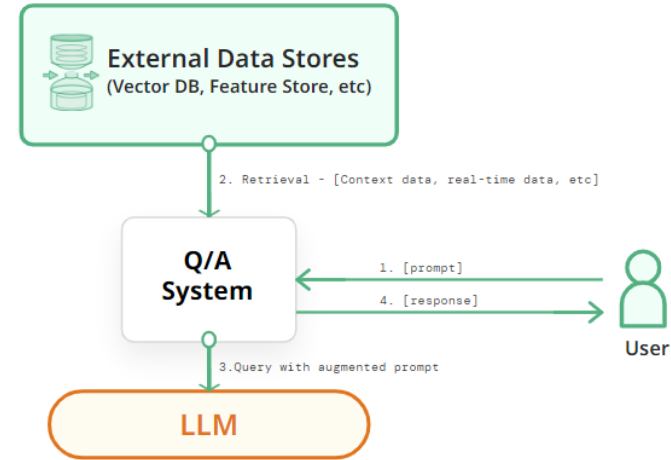 External Data Stores
(Vector DB, Feature Store, etc)
2. Retrieval - [Context data, real-time data, etc]
Q/A
System
1. [prompt]
4. [response]
User
3.Query with augmented prompt
LLM